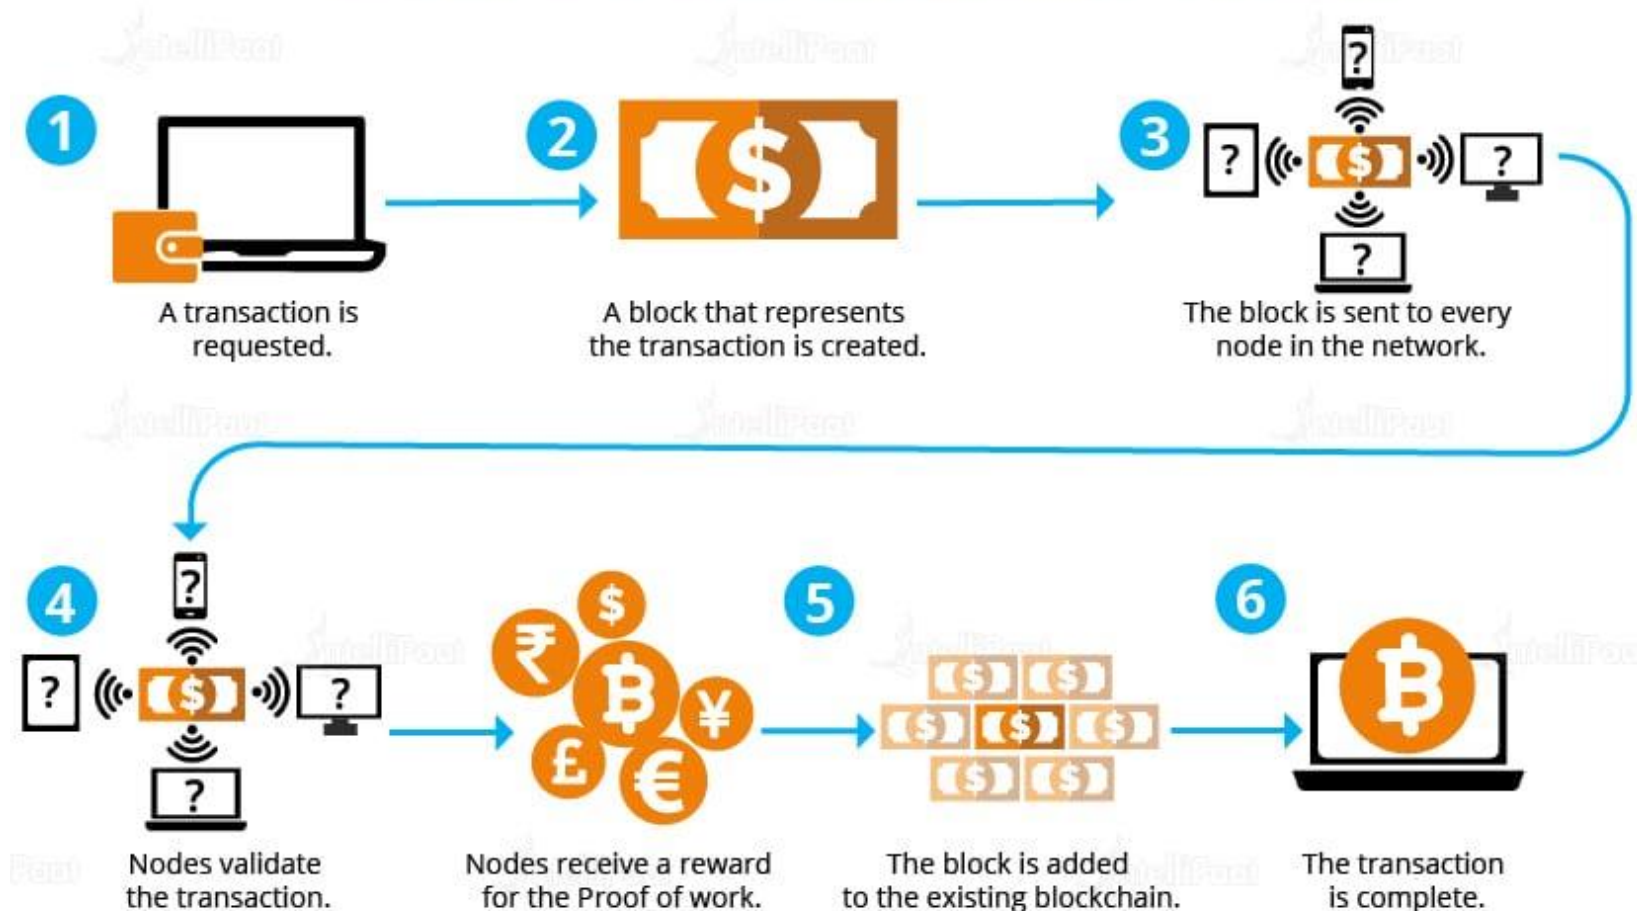 1
A transaction is
requested.
2
$
A block that represents
the transaction is created.
3
?
?
$
?
?
The block is sent to every
node in the network.
4
?
?
$
?
?
Nodes validate
the transaction.
$
₹
₿
¥
£
€
Nodes receive a reward
for the Proof of work.
5
$ $
$ $ $
$ $
The block is added
to the existing blockchain.
6
₿
The transaction
is complete.